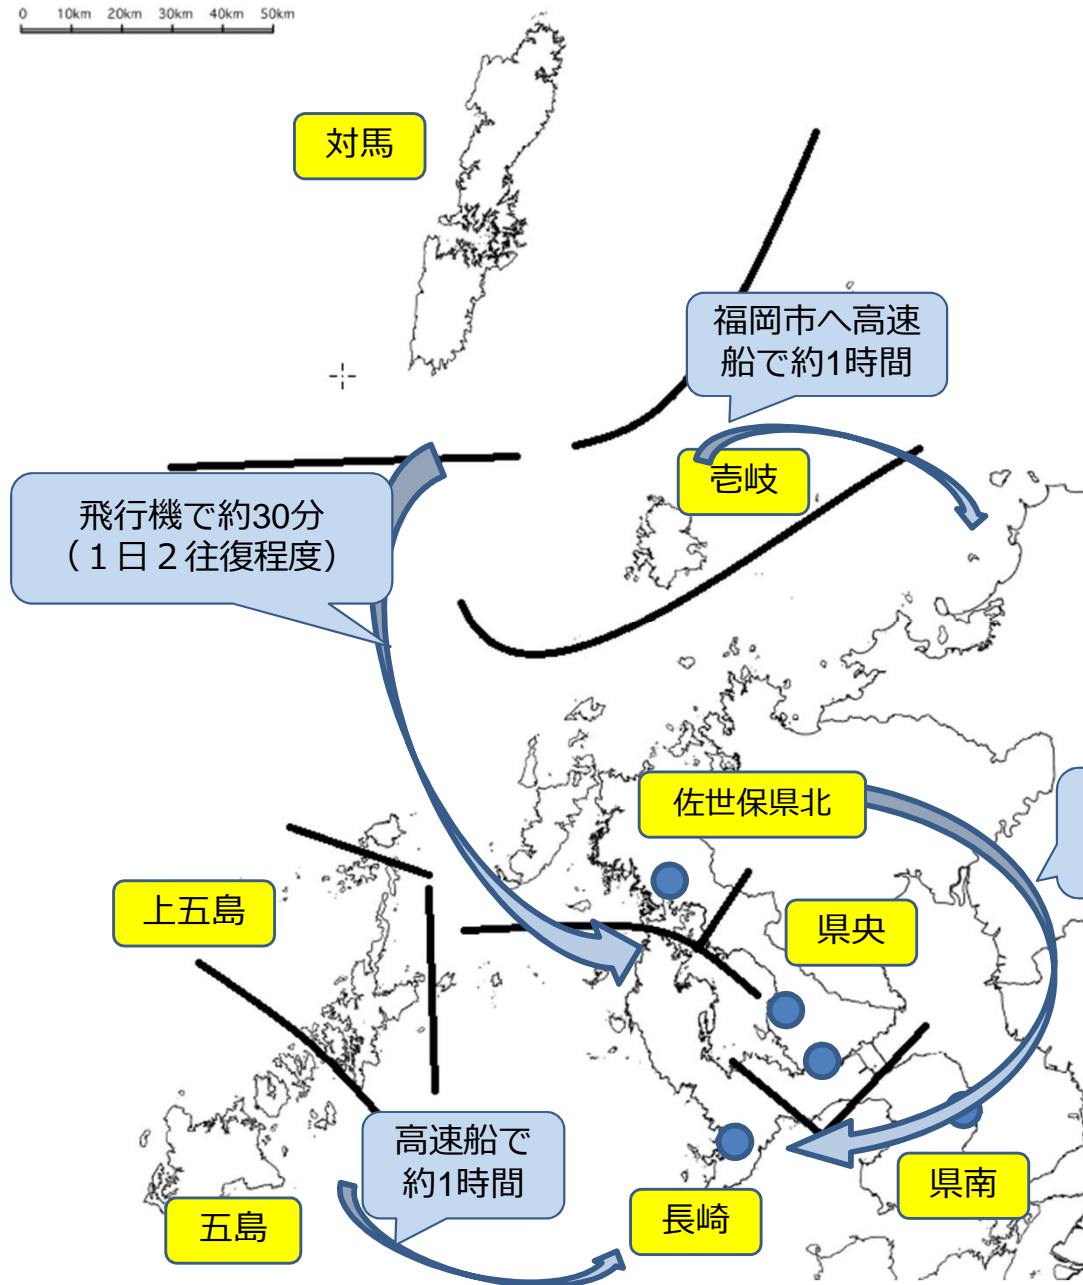 0 10km 20km 30km 40km 50km
対馬
福岡市へ高速
船で約1時間
壱岐
飛行機で約30分
（１日２往復程度）
佐世保県北
上五島
県央
高速船で
約1時間
県南
長崎
五島